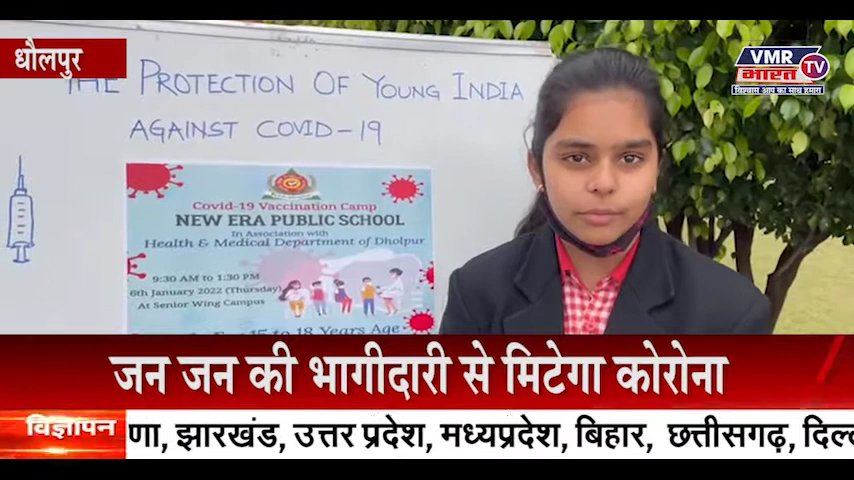 धौलपुर
THE PROTECTION OF YOUNG INDIA
AGAINST COVID-19
VMR
भारत TV
विश्वास आप का साथ हमारा
Covid-19 Vaccination Camp
NEW ERA PUBLIC SCHOOL
In Association with
Health & Medical Department of Dholpur
9:30 AM to 1:30 PM
6th January 2022 (Thursday)
At Senior Wing Campus
15 to 18 Years Age
जन जन की भागीदारी से मिटेगा कोरोना
विज्ञापन
णा, झारखंड, उत्तर प्रदेश, मध्यप्रदेश, बिहार, छत्तीसगढ़, दिल्ल